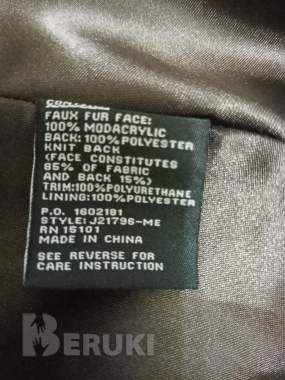 FAUX FUR FACE:
100% MODACRYLIC
BACK: 100% POLYESTER
KNIT BACK
(FACE CONSTITUTES
85% OF FABRIC
AND BACK 15%)
TRIM:100% POLYURETHANE
LINING:100% POLYESTER
P.O. 1602181
STYLE: J21796-ME
RN 15101
MADE IN CHINA
SEE REVERSE FOR
CARE INSTRUCTION
BERUKI